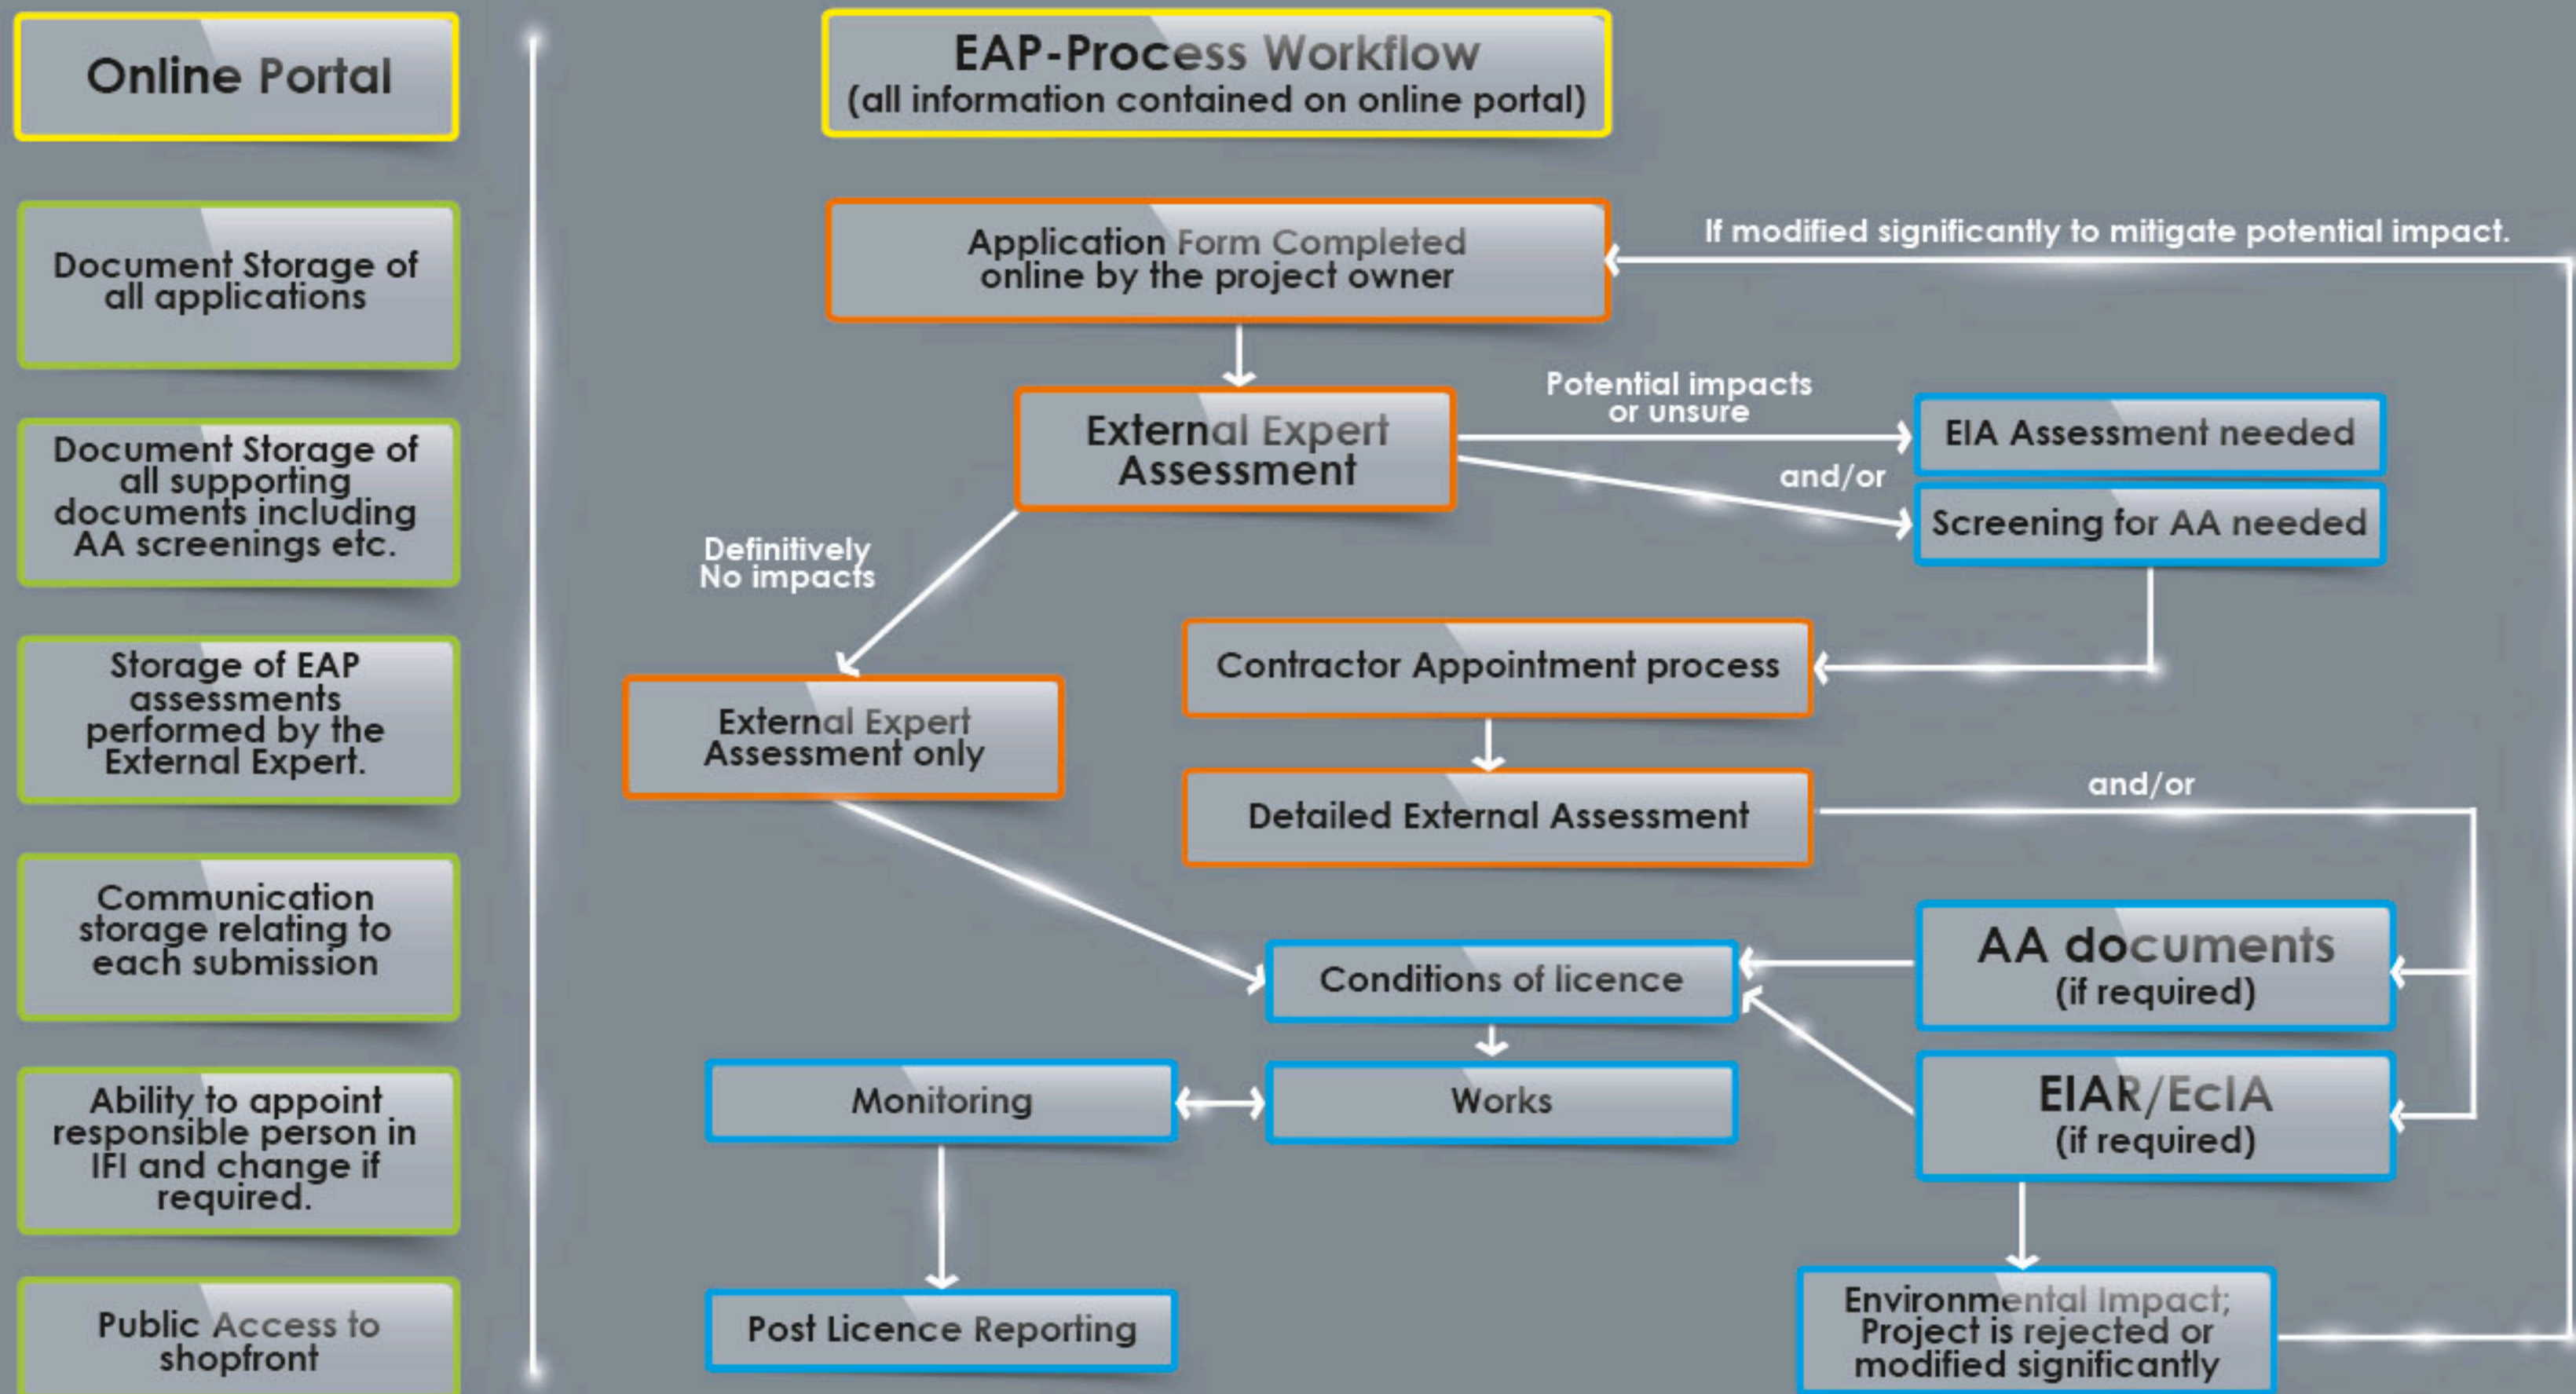 Online Portal
Document Storage of
all applications
Document Storage of
all supporting
documents including
AA screenings etc.
Storage of EAP
assessments
performed by the
External Expert.
Communication
storage relating to
each submission
Ability to appoint
responsible person in
IFI and change if
required.
Public Access to
shopfront
EAP-Process Workflow
(all information contained on online portal)
Application Form Completed
online by the project owner
If modified significantly to mitigate potential impact.
External Expert
Assessment
Potential impacts
or unsure
and/or
EIA Assessment needed
Screening for AA needed
Definitively
No impacts
External Expert
Assessment only
Contractor Appointment process
Detailed External Assessment
and/or
AA documents
(if required)
EIAR/EcIA
(if required)
Conditions of licence
Works
Monitoring
Post Licence Reporting
Environmental Impact;
Project is rejected or
modified significantly